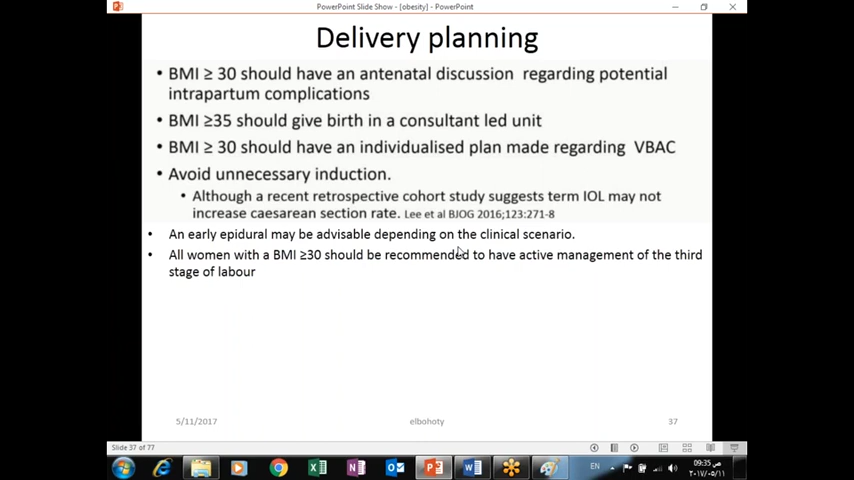 PowerPoint Slide Show - [obesity] - PowerPoint
Delivery planning
• BMI ≥ 30 should have an antenatal discussion regarding potential
intrapartum complications
• BMI ≥35 should give birth in a consultant led unit
• BMI ≥ 30 should have an individualised plan made regarding VBAC
• Avoid unnecessary induction.
• Although a recent retrospective cohort study suggests term IOL may not
increase caesarean section rate. Lee et al BJOG 2016;123:271-8
• An early epidural may be advisable depending on the clinical scenario.
• All women with a BMI ≥30 should be recommended to have active management of the third
stage of labour
5/11/2017 elbohoty 37
Slide 37 of 77
EN 09:35 ص
٢٠١٧/٠٥/١١